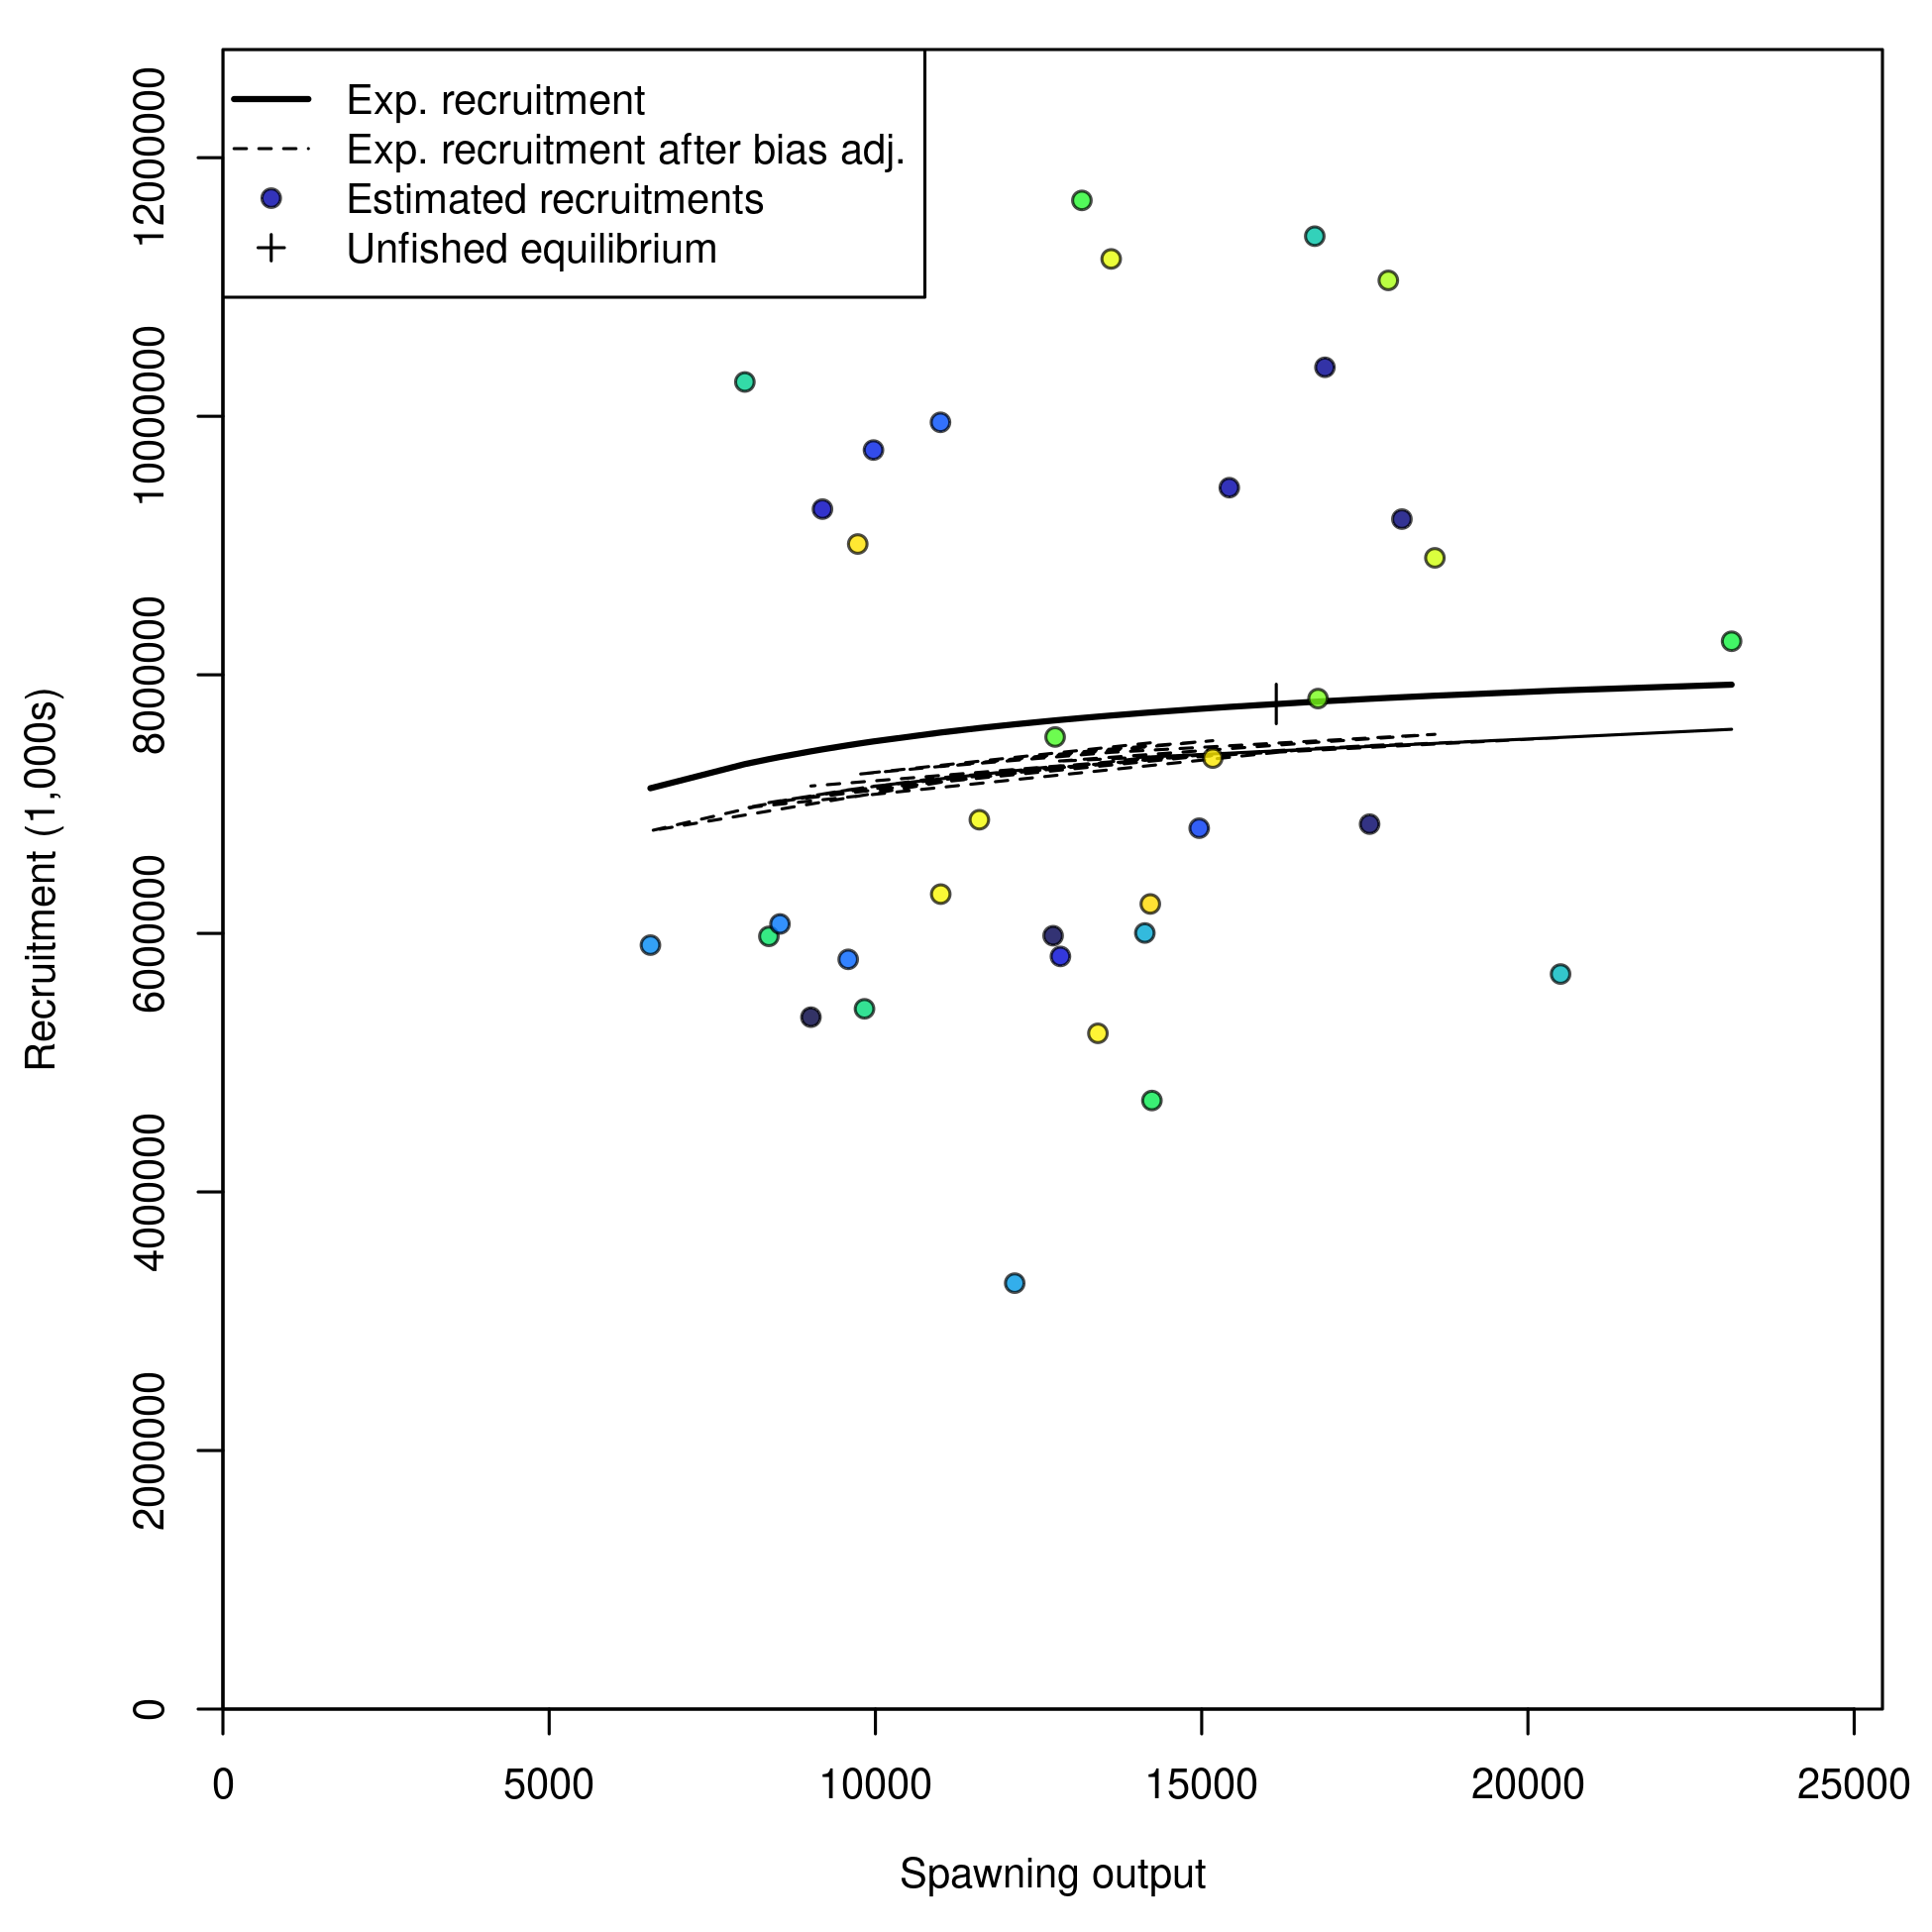 Exp. recruitment
Exp. recruitment after bias adj.
Estimated recruitments
Unfished equilibrium
12000000
10000000
8000000
6000000
4000000
2000000
0
Recruitment (1,000s)
0 5000 10000 15000 20000 25000
Spawning output